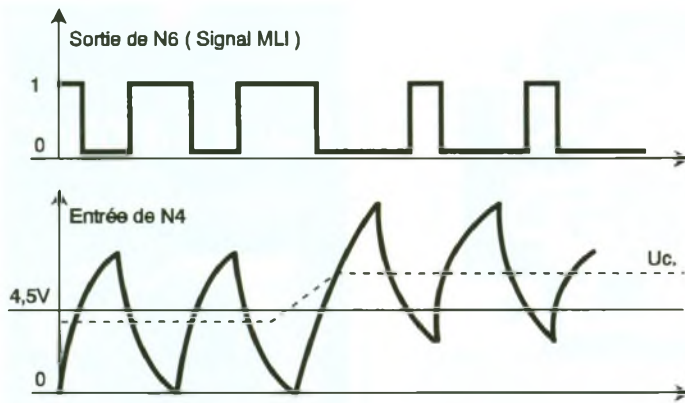 Sortie de N6 ( Signal MLI )
1
0
Entrée de N4
Uc.
4,5V
0